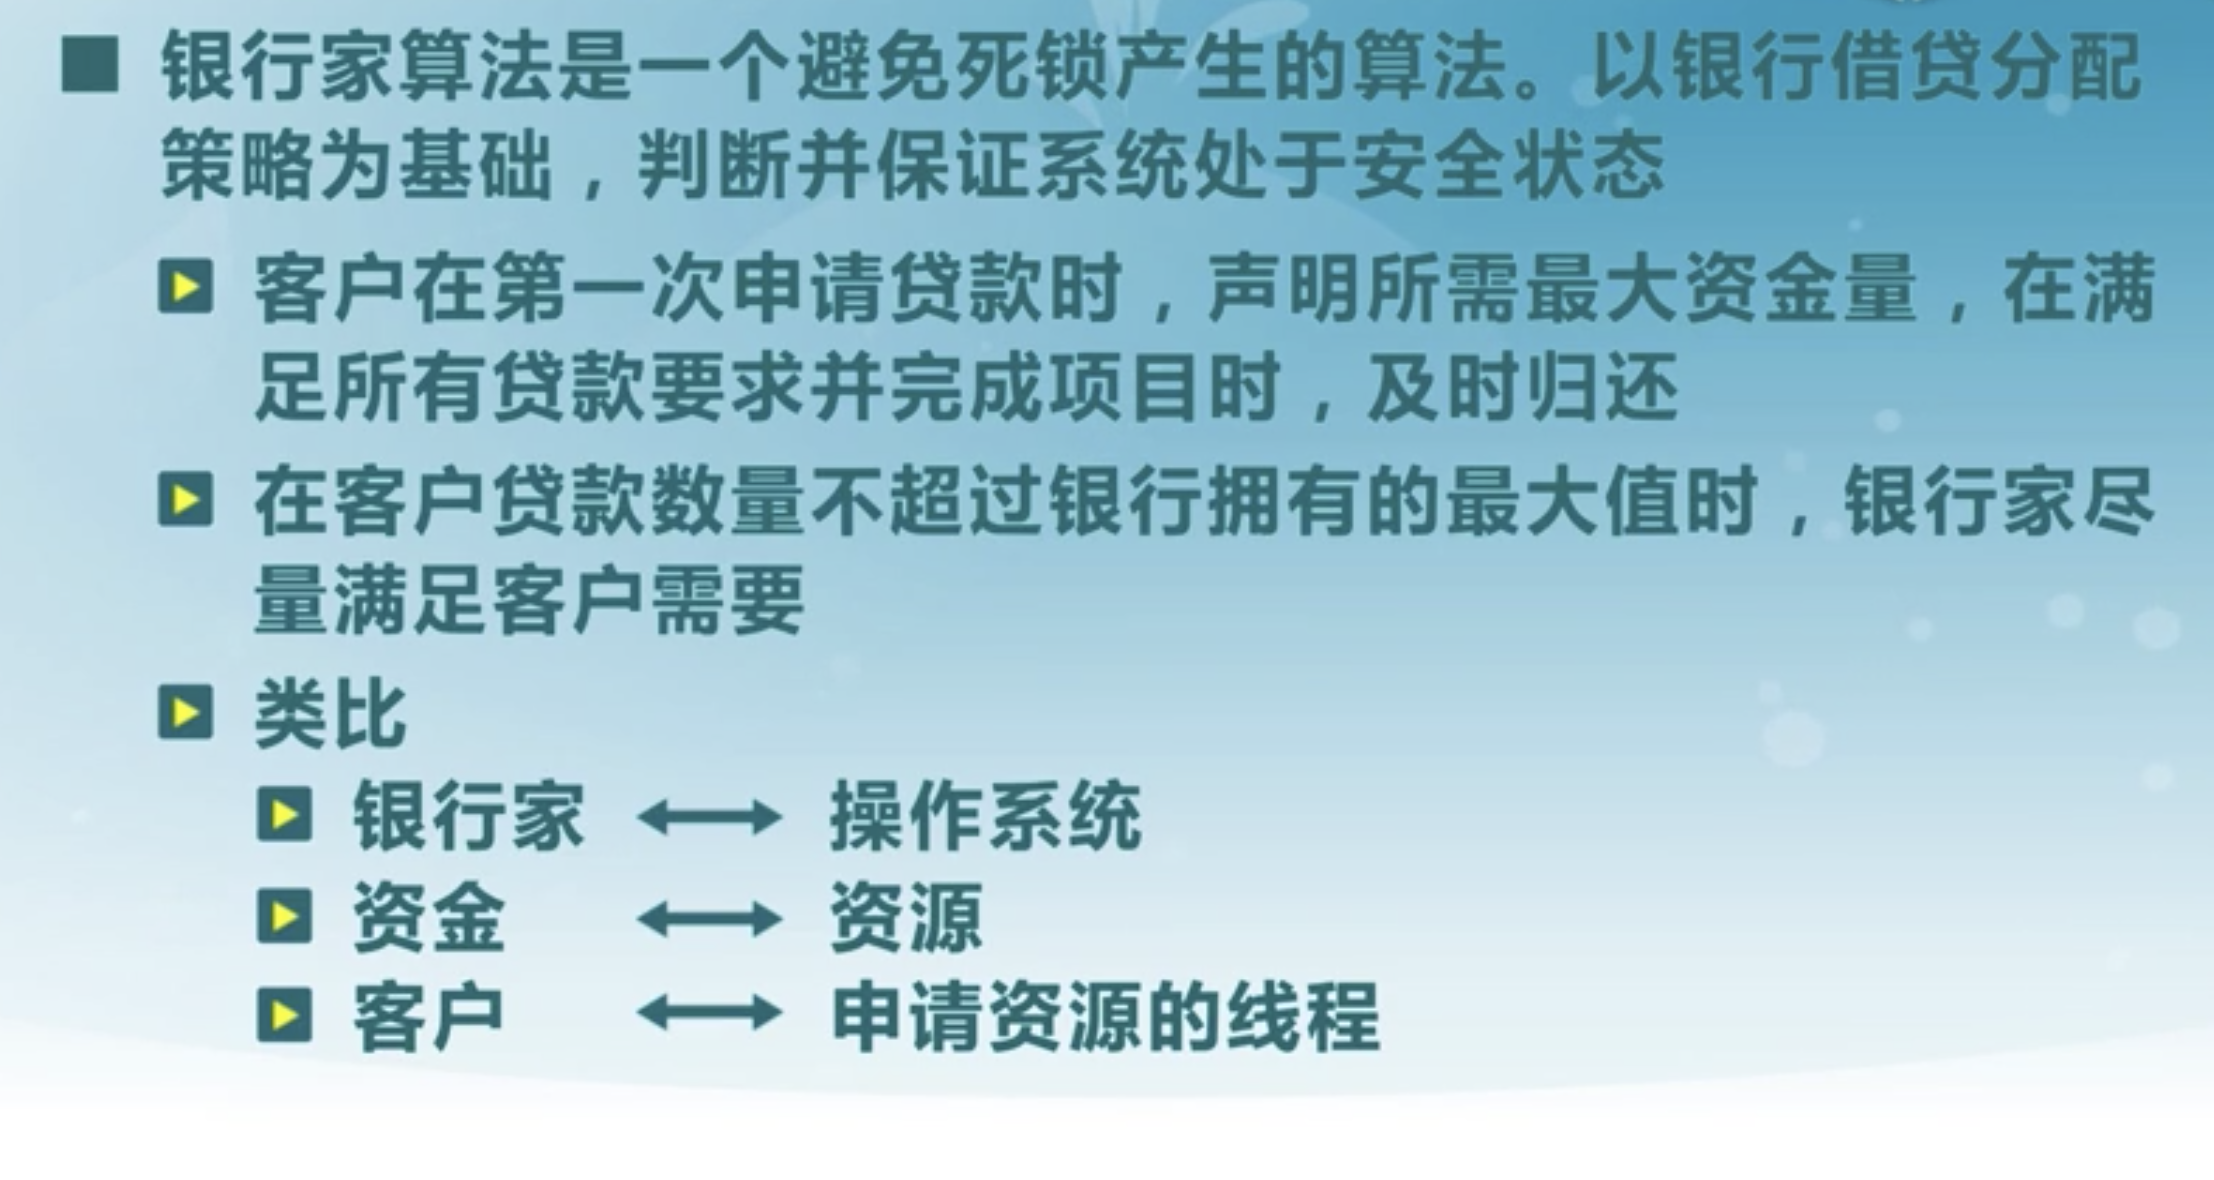 银行家算法是一个避免死锁产生的算法。以银行借贷分配
策略为基础，判断并保证系统处于安全状态
客户在第一次申请贷款时，声明所需最大资金量，在满
足所有贷款要求并完成项目时，及时归还
在客户贷款数量不超过银行拥有的最大值时，银行家尽
量满足客户需要
类比
银行家 ↔ 操作系统
资金 ↔ 资源
客户 ↔ 申请资源的线程